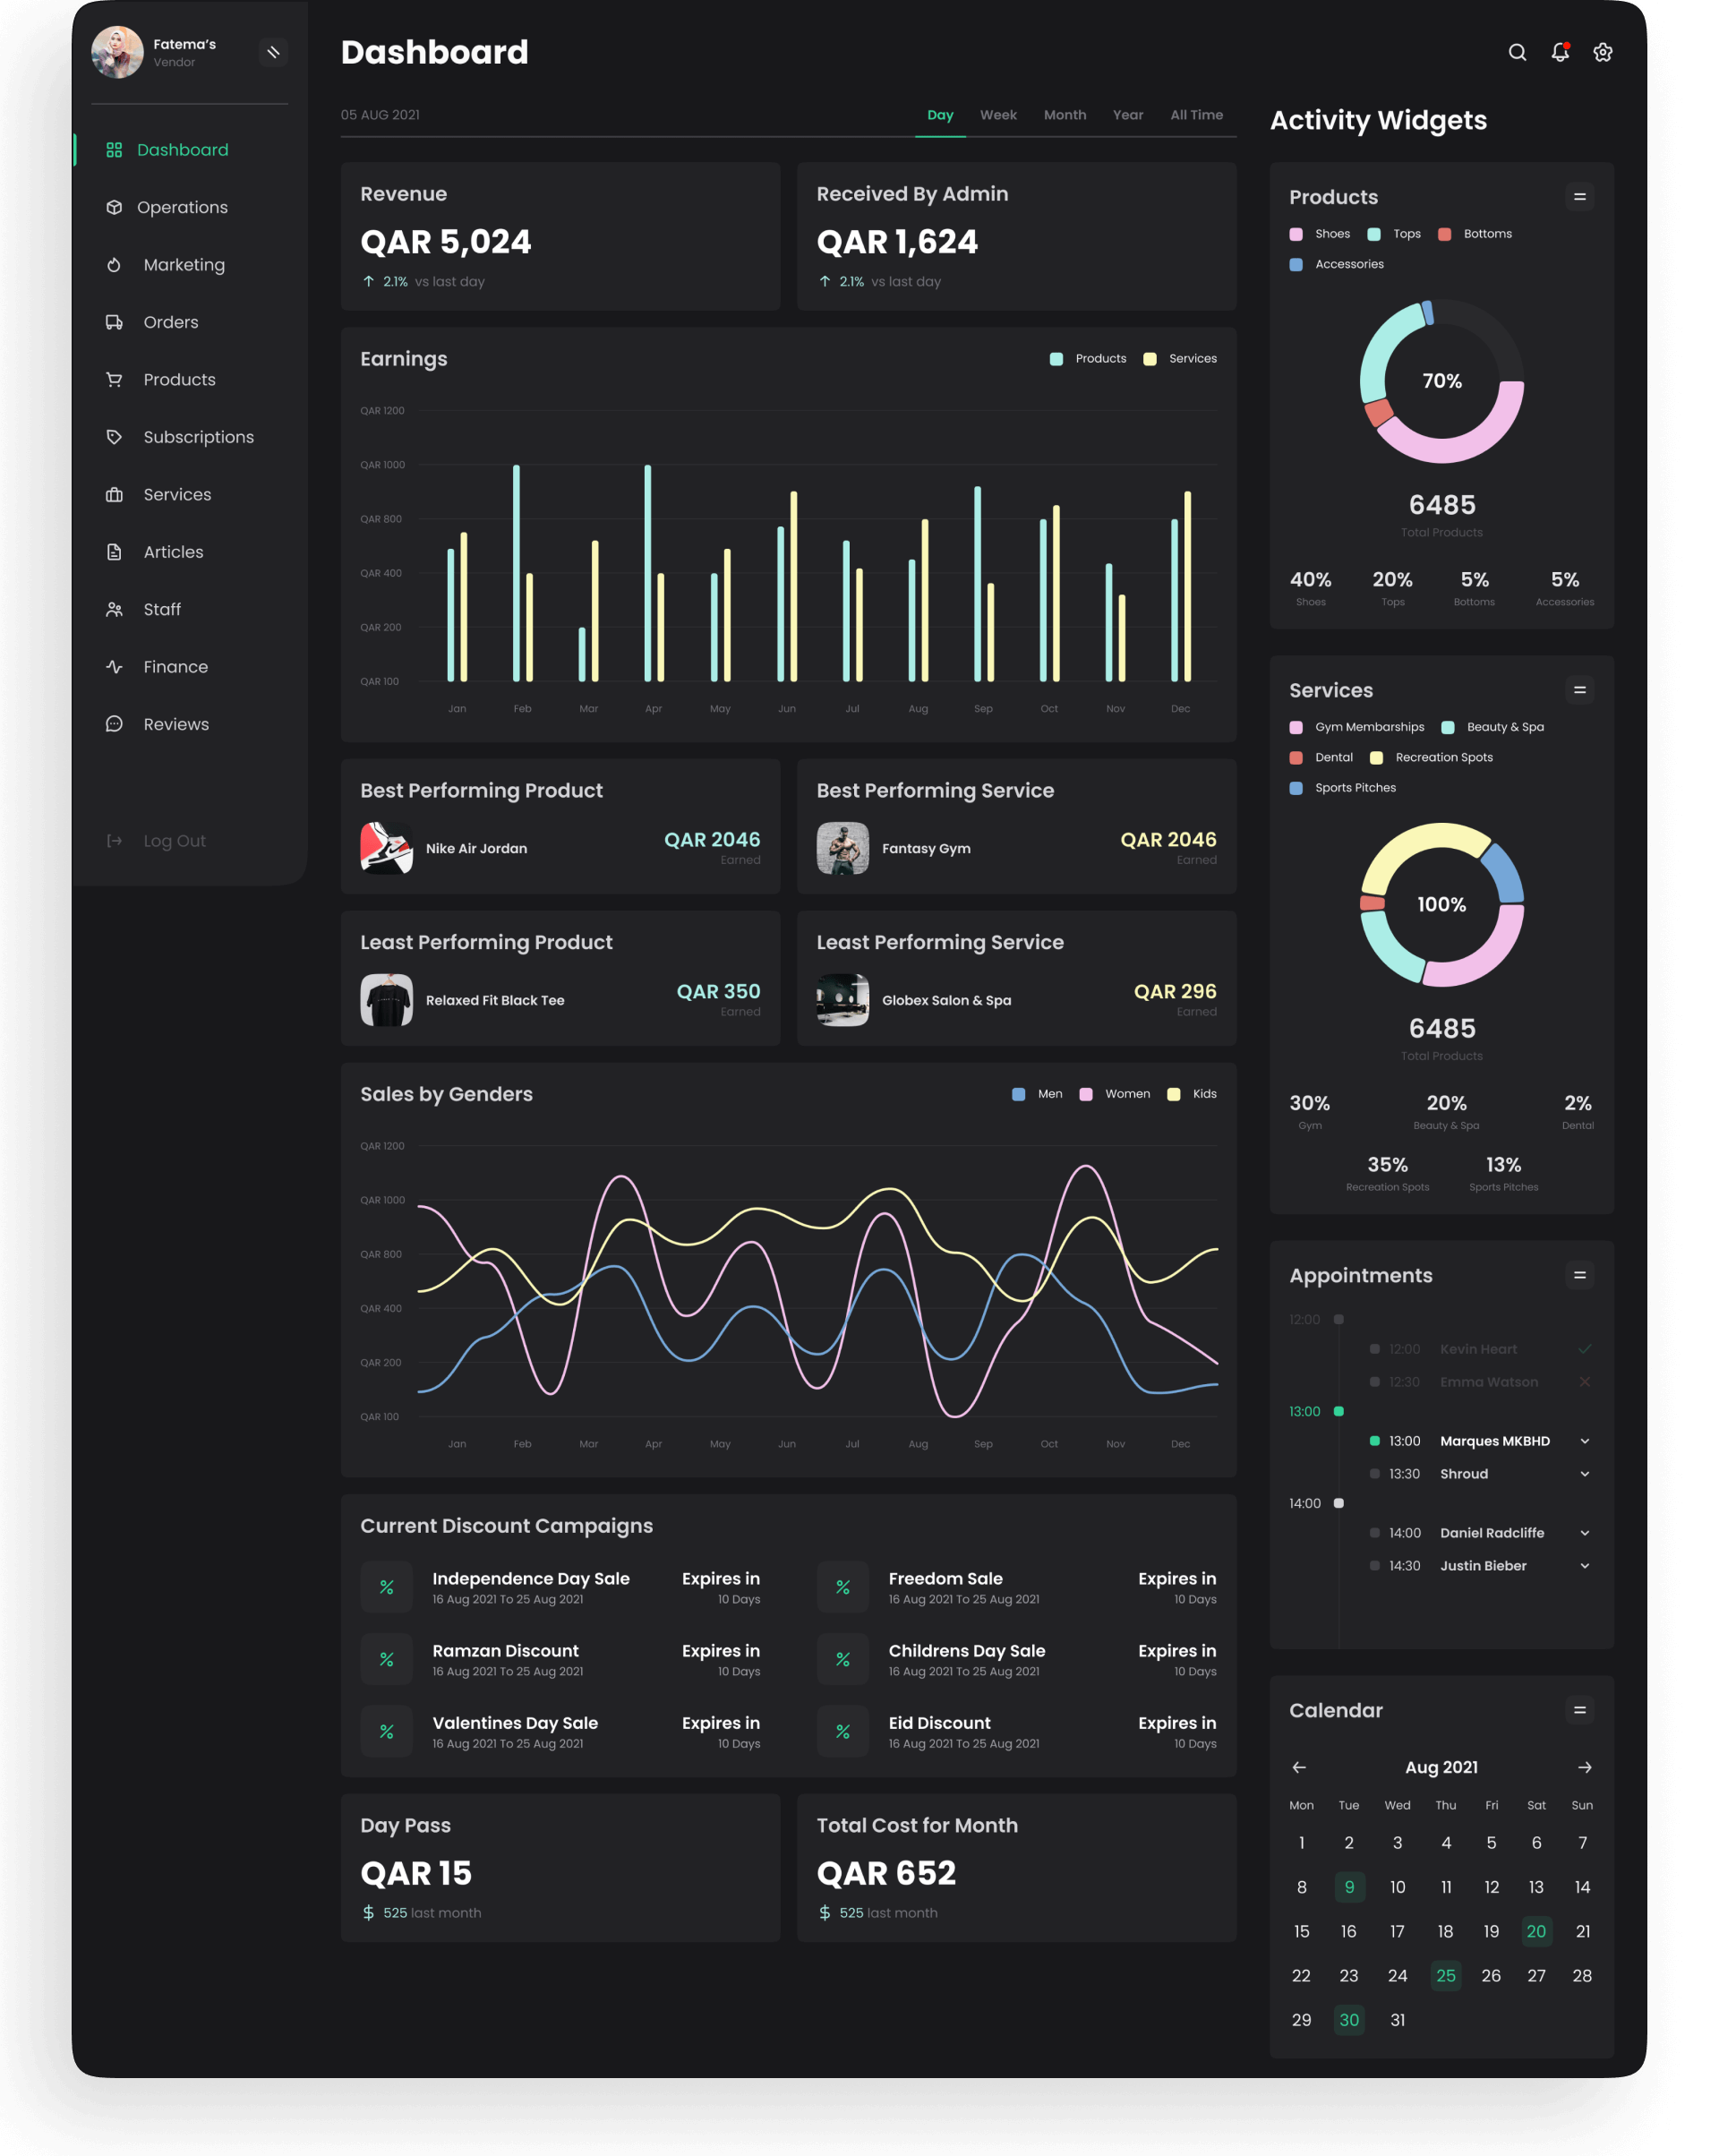 Fatema's
Vendor
Dashboard
Operations
Marketing
Orders
Products
Subscriptions
Services
Articles
Staff
Finance
Reviews
Log Out
Dashboard
05 AUG 2021
Day Week Month Year All Time
Revenue
QAR 5,024
2.1% vs last day
Received By Admin
QAR 1,624
2.1% vs last day
Earnings
Products Services
QAR 1200
QAR 1000
QAR 800
QAR 400
QAR 200
QAR 100
Jan Feb Mar Apr May Jun Jul Aug Sep Oct Nov Dec
Best Performing Product
Nike Air Jordan
QAR 2046
Earned
Best Performing Service
Fantasy Gym
QAR 2046
Earned
Least Performing Product
Relaxed Fit Black Tee
QAR 350
Earned
Least Performing Service
Globex Salon & Spa
QAR 296
Earned
Sales by Genders
Men Women Kids
QAR 1200
QAR 1000
QAR 800
QAR 400
QAR 200
QAR 100
Jan Feb Mar Apr May Jun Jul Aug Sep Oct Nov Dec
Current Discount Campaigns
% Independence Day Sale Expires in
16 Aug 2021 To 25 Aug 2021 10 Days
% Freedom Sale Expires in
16 Aug 2021 To 25 Aug 2021 10 Days
% Ramzan Discount Expires in
16 Aug 2021 To 25 Aug 2021 10 Days
% Childrens Day Sale Expires in
16 Aug 2021 To 25 Aug 2021 10 Days
% Valentines Day Sale Expires in
16 Aug 2021 To 25 Aug 2021 10 Days
% Eid Discount Expires in
16 Aug 2021 To 25 Aug 2021 10 Days
Day Pass
QAR 15
$ 525 last month
Total Cost for Month
QAR 652
$ 525 last month
Activity Widgets
Products
Shoes Tops Bottoms
Accessories
70%
6485
Total Products
40% 20% 5% 5%
Shoes Tops Bottoms Accessories
Services
Gym Membarships Beauty & Spa
Dental Recreation Spots
Sports Pitches
100%
6485
Total Products
30% 20% 2%
Gym Beauty & Spa Dental
35% 13%
Recreation Spots Sports Pitches
Appointments
12:00
12:00 Kevin Heart
12:30 Emma Watson
13:00
13:00 Marques MKBHD
13:30 Shroud
14:00
14:00 Daniel Radcliffe
14:30 Justin Bieber
Calendar
Aug 2021
Mon Tue Wed Thu Fri Sat Sun
1 2 3 4 5 6 7
8 9 10 11 12 13 14
15 16 17 18 19 20 21
22 23 24 25 26 27 28
29 30 31